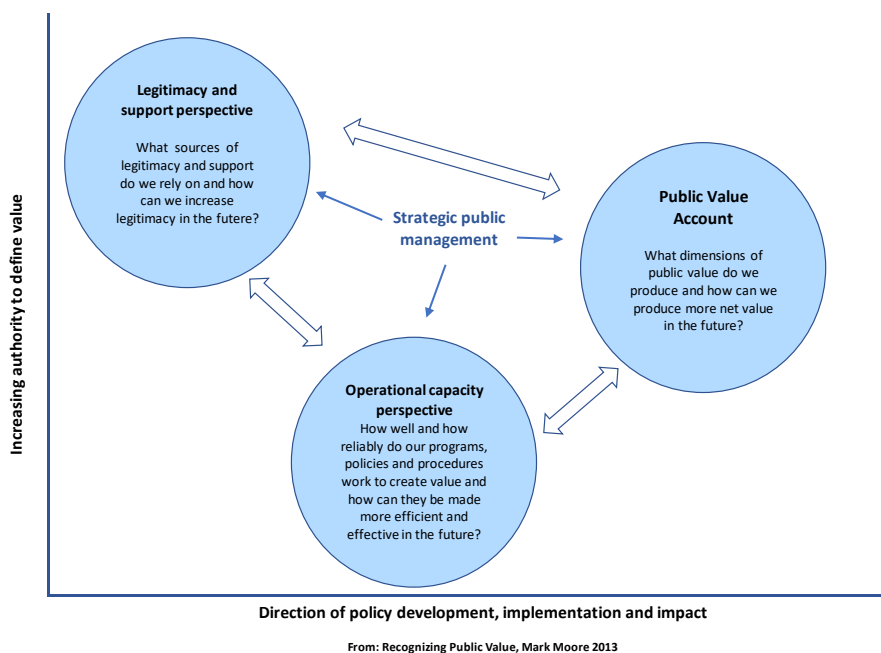 Legitimacy and
support perspective
What sources of
legitimacy and support
do we rely on and how
can we increase
legitimacy in the futere?
Strategic public
management
Public Value
Account
What dimensions of
public value do we
produce and how can we
produce more net value
in the future?
Operational capacity
perspective
How well and how
reliably do our programs,
policies and procedures
work to create value and
how can they be made
more efficient and
effective in the future?
Increasing authority to define value
Direction of policy development, implementation and impact
From: Recognizing Public Value, Mark Moore 2013